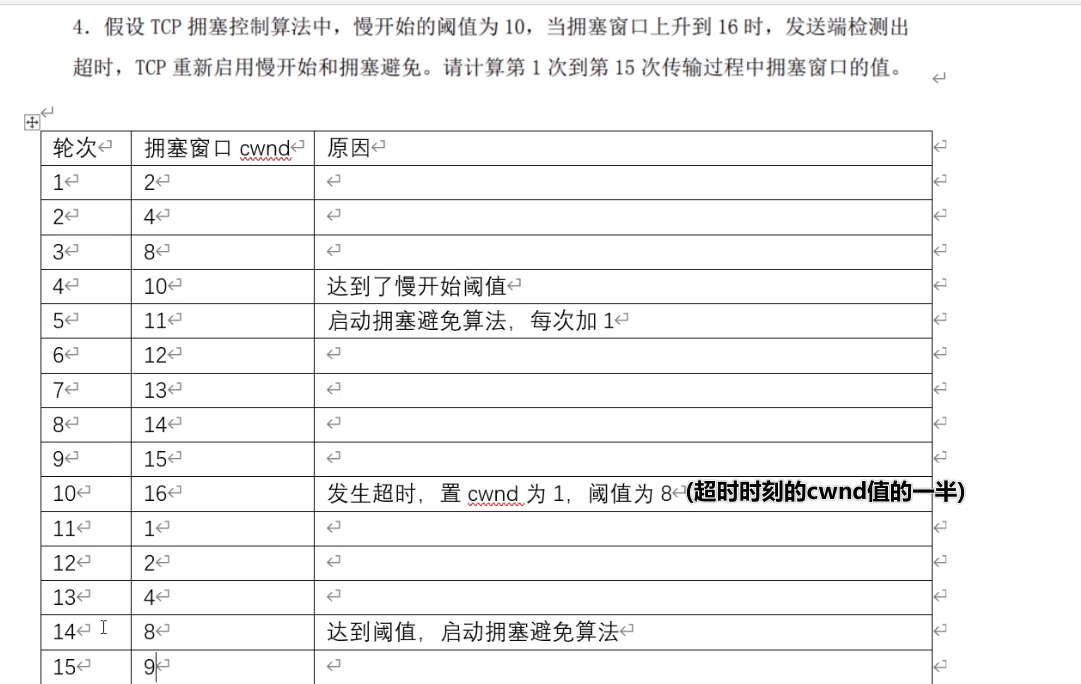 4．假设 TCP 拥塞控制算法中，慢开始的阈值为 10，当拥塞窗口上升到 16 时，发送端检测出
超时，TCP 重新启用慢开始和拥塞避免。请计算第 1 次到第 15 次传输过程中拥塞窗口的值。
轮次 拥塞窗口 cwnd 原因
1 2
2 4
3 8
4 10 达到了慢开始阈值
5 11 启动拥塞避免算法，每次加 1
6 12
7 13
8 14
9 15
10 16 发生超时，置 cwnd 为 1，阈值为 8 (超时时刻的cwnd值的一半)
11 1
12 2
13 4
14 8 达到阈值，启动拥塞避免算法
15 9